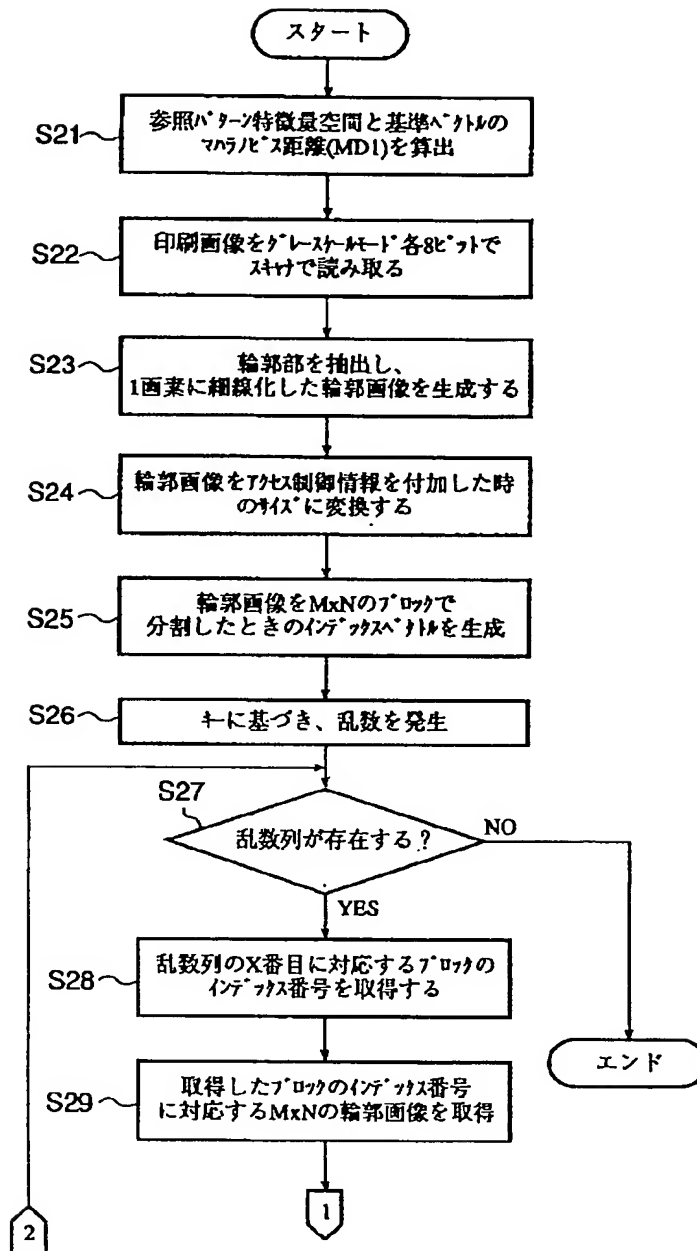 スタート
S21
参照パターン特徴量空間と基準ベクトルの
マハラノビス距離(MD1)を算出
S22
印刷画像をグレースケールモード各8ビットで
スキャナで読み取る
S23
輪郭部を抽出し、
1画素に細線化した輪郭画像を生成する
S24
輪郭画像をアクセス制御情報を付加した時
のサイズに変換する
S25
輪郭画像をMxNのブロックで
分割したときのインデックスベクトルを生成
S26
キーに基づき、乱数を発生
S27
乱数列が存在する?
NO
YES
S28
乱数列のX番目に対応するブロックの
インデックス番号を取得する
エンド
S29
取得したブロックのインデックス番号
に対応するMxNの輪郭画像を取得
1
2